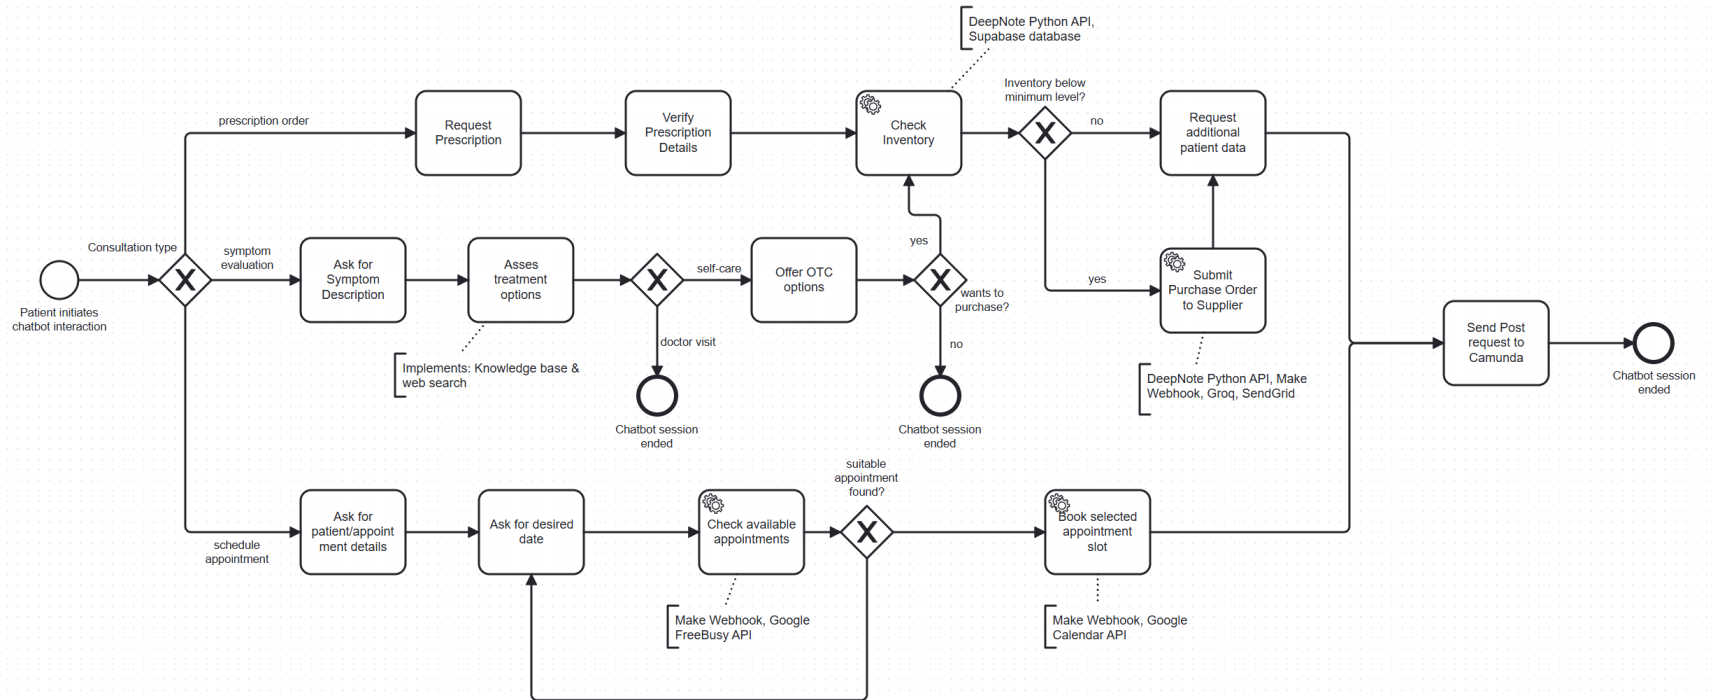 DeepNote Python API,
Supabase database
Inventory below
minimum level?
prescription order
Request
Prescription
Verify
Prescription
Details
Check
Inventory
no
Request
additional
patient data
Consultation type
symptom
evaluation
Patient initiates
chatbot interaction
Ask for
Symptom
Description
Asses
treatment
options
self-care
Offer OTC
options
yes
wants to
purchase?
yes
Submit
Purchase Order
to Supplier
doctor visit
no
Implements: Knowledge base &
web search
Chatbot session
ended
Chatbot session
ended
DeepNote Python API, Make
Webhook, Groq, SendGrid
Send Post
request to
Camunda
Chatbot session
ended
schedule
appointment
Ask for
patient/appoint
ment details
Ask for desired
date
Check available
appointments
suitable
appointment
found?
Book selected
appointment
slot
Make Webhook, Google
FreeBusy API
Make Webhook, Google
Calendar API